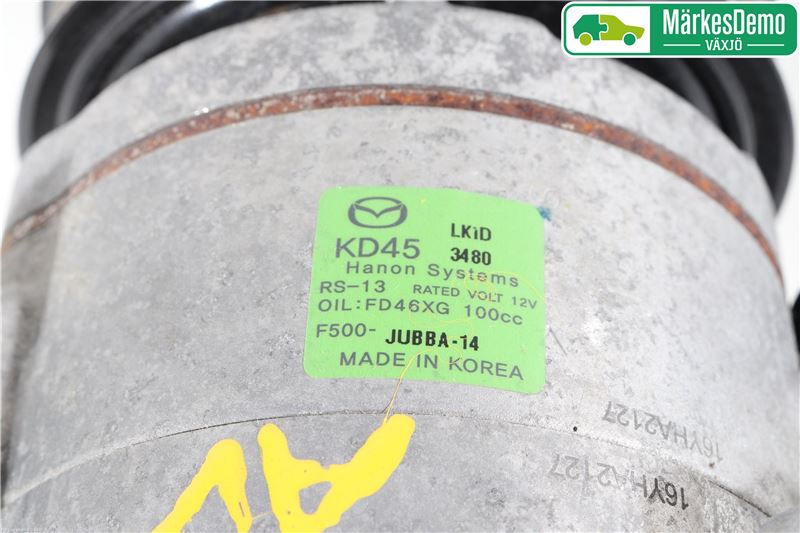 MärkesDemo
VÄXJÖ
KD45 LK1D
3480
Hanon Systems
RS-13 RATED VOLT 12V
OIL:FD46XG 100cc
F500-JUBBA-14
MADE IN KOREA
16YHA2127
16YHA2127